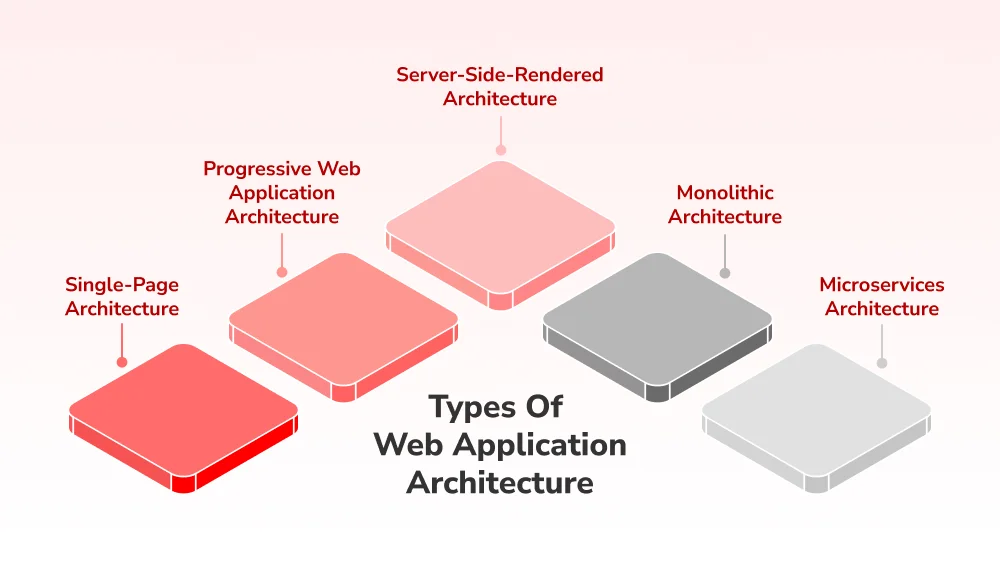 Server-Side-Rendered
Architecture
Progressive Web
Application
Architecture
Monolithic
Architecture
Single-Page
Architecture
Microservices
Architecture
Types Of
Web Application
Architecture